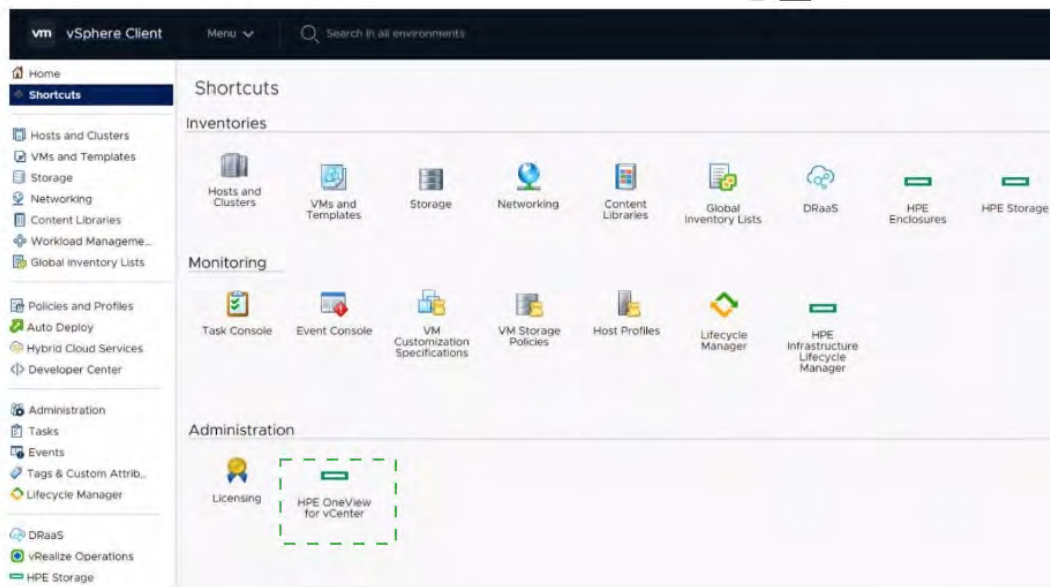 vm vSphere Client Menu Search in all environments
Home
Shortcuts
Hosts and Clusters
VMs and Templates
Storage
Networking
Content Libraries
Workload Manageme...
Global Inventory Lists
Policies and Profiles
Auto Deploy
Hybrid Cloud Services
Developer Center
Administration
Tasks
Events
Tags & Custom Attrib...
Lifecycle Manager
DRaaS
vRealize Operations
HPE Storage
Shortcuts
Inventories
Hosts and
Clusters
VMs and
Templates
Storage
Networking
Content
Libraries
Global
Inventory Lists
DRaaS
HPE
Enclosures
HPE Storage
Monitoring
Task Console
Event Console
VM
Customization
Specifications
VM Storage
Policies
Host Profiles
Lifecycle
Manager
HPE
Infrastructure
Lifecycle
Manager
Administration
Licensing
HPE OneView
for vCenter